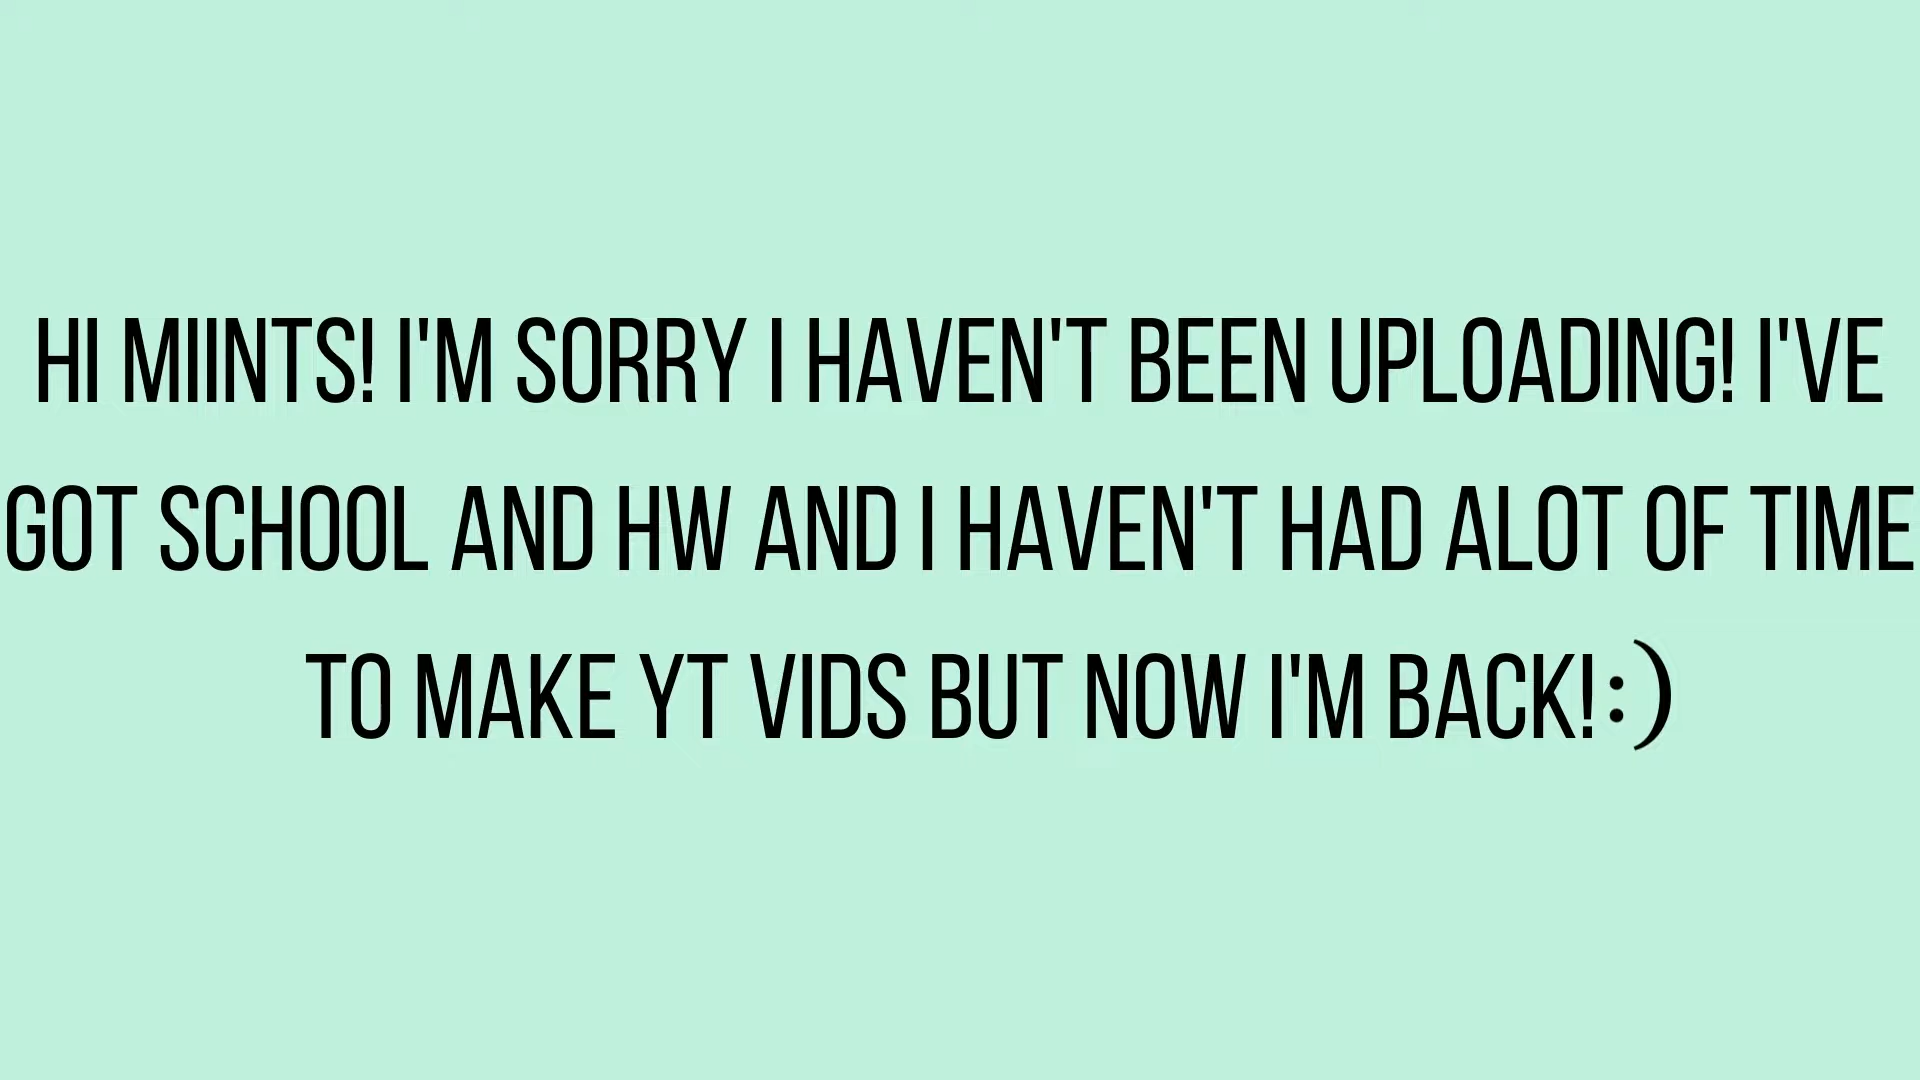 HI MIINTS! I'M SORRY I HAVEN'T BEEN UPLOADING! I'VE
GOT SCHOOL AND HW AND I HAVEN'T HAD ALOT OF TIME
TO MAKE YT VIDS BUT NOW I'M BACK!:)